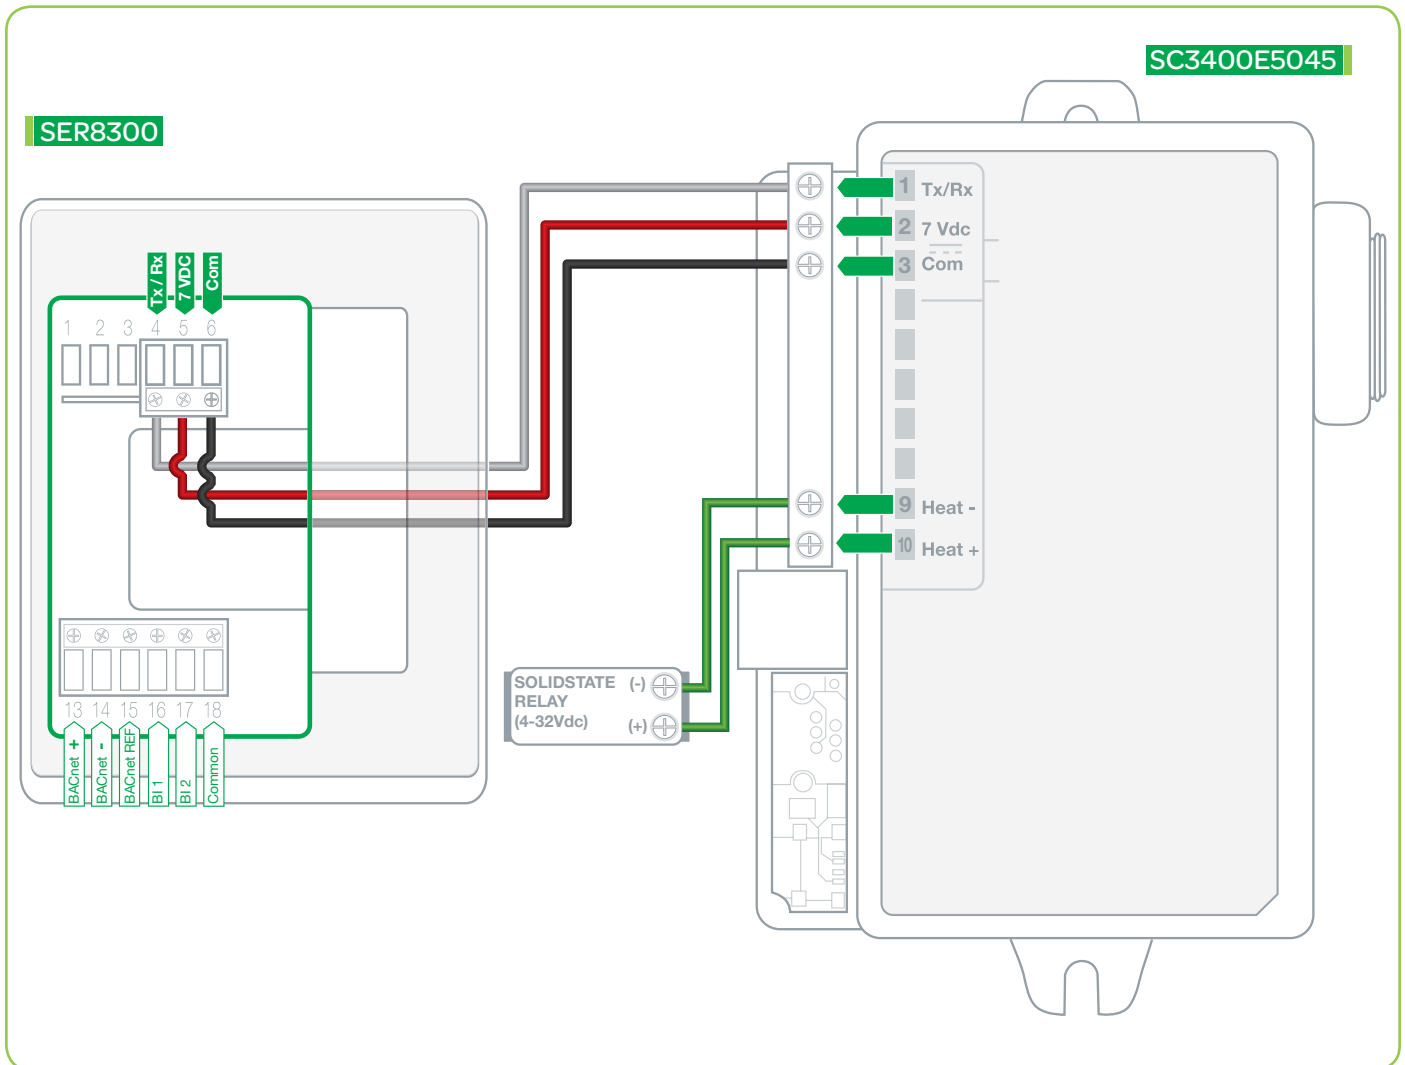 SC3400E5045
SER8300
Tx / Rx
7 VDC
Com
1 2 3 4 5 6
1 Tx/Rx
2 7 Vdc
3 Com
9 Heat -
10 Heat +
SOLIDSTATE (-)
RELAY
(4-32Vdc) (+)
13 14 15 16 17 18
BACnet +
BACnet -
BACnet REF
BI 1
BI 2
Common